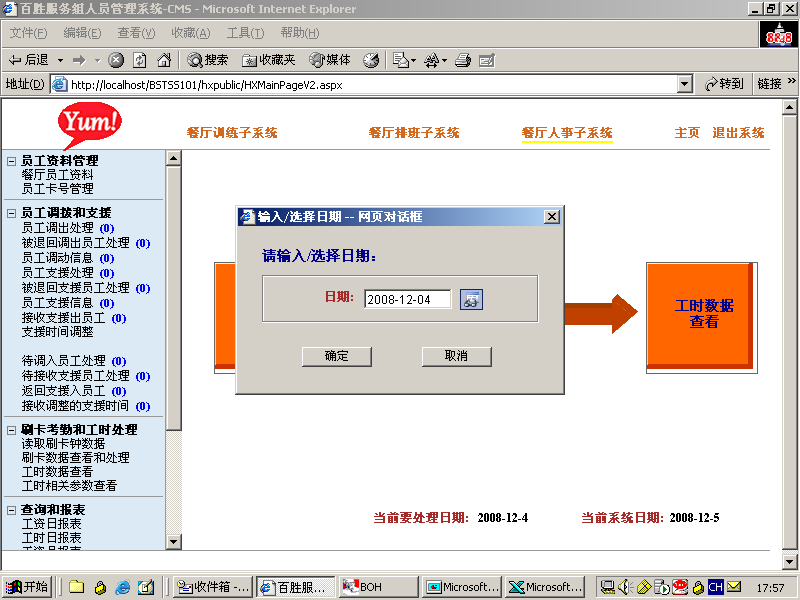 百胜服务组人员管理系统-CMS - Microsoft Internet Explorer
文件(F) 编辑(E) 查看(V) 收藏(A) 工具(T) 帮助(H)
8848
后退 搜索 收藏夹 媒体
地址(D) http://localhost/BSTSS101/hxpublic/HXMainPageV2.aspx 转到 链接 »
Yum!
餐厅训练子系统 餐厅排班子系统 餐厅人事子系统 主页 退出系统
员工资料管理
餐厅员工资料
员工卡号管理
员工调拨和支援
员工调出处理 (0)
被退回调出员工处理 (0)
员工调动信息 (0)
员工支援处理 (0)
被退回支援员工处理 (0)
员工支援信息 (0)
接收支援出员工 (0)
支援时间调整
待调入员工处理 (0)
待接收支援员工处理 (0)
返回支援入员工 (0)
接收调整的支援时间 (0)
刷卡考勤和工时处理
读取刷卡钟数据
刷卡数据查看和处理
工时数据查看
工时相关参数查看
查询和报表
工资日报表
工时日报表
输入/选择日期 -- 网页对话框
请输入/选择日期：
日期： 2008-12-04
确定 取消
工时数据
查看
当前要处理日期： 2008-12-4 当前系统日期: 2008-12-5
开始 收件箱 -... 百胜服... BOH Microsoft... Microsoft... CH 17:57